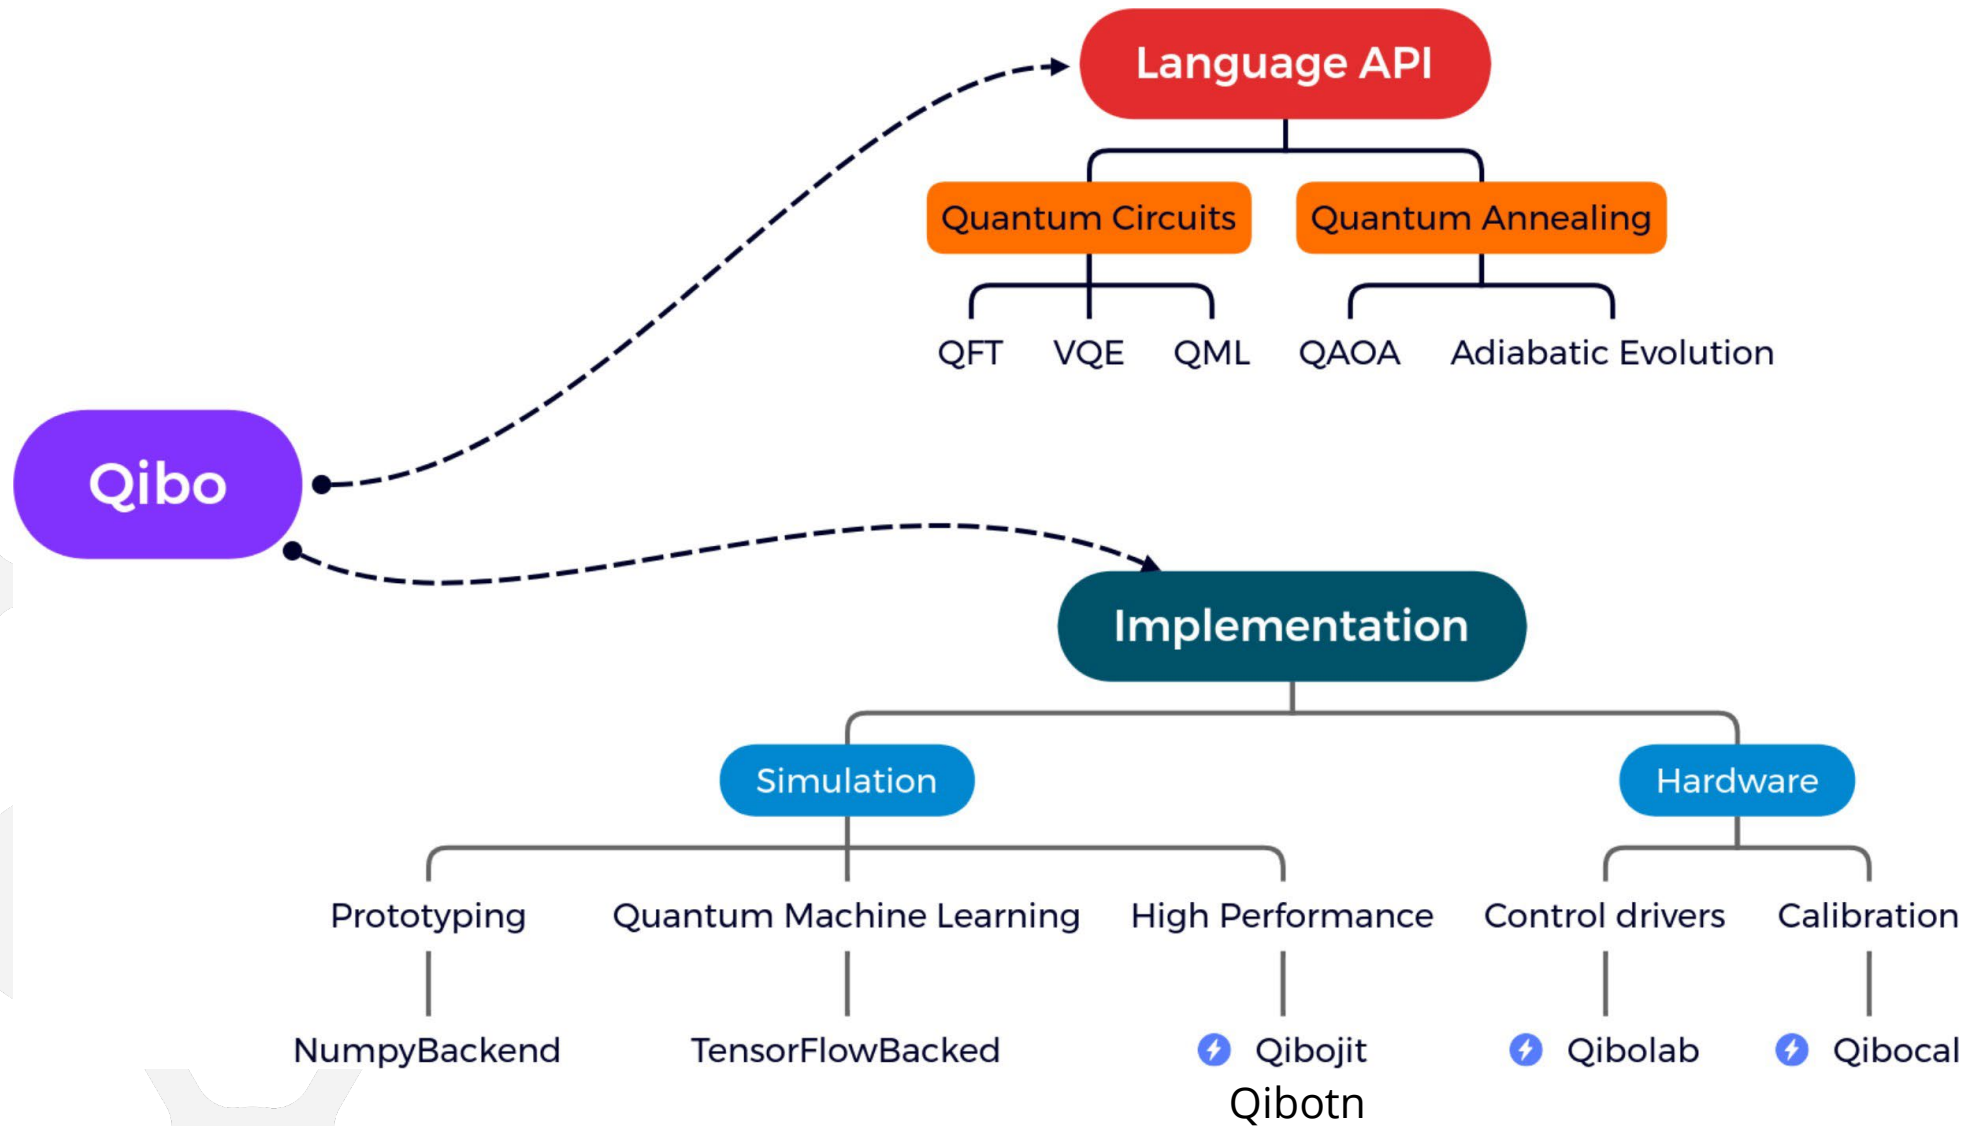 Language API
Quantum Circuits
Quantum Annealing
QFT
VQE
QML
QAOA
Adiabatic Evolution
Qibo
Implementation
Simulation
Hardware
Prototyping
Quantum Machine Learning
High Performance
Control drivers
Calibration
NumpyBackend
TensorFlowBacked
Qibojit
Qibolab
Qibocal
Qibotn